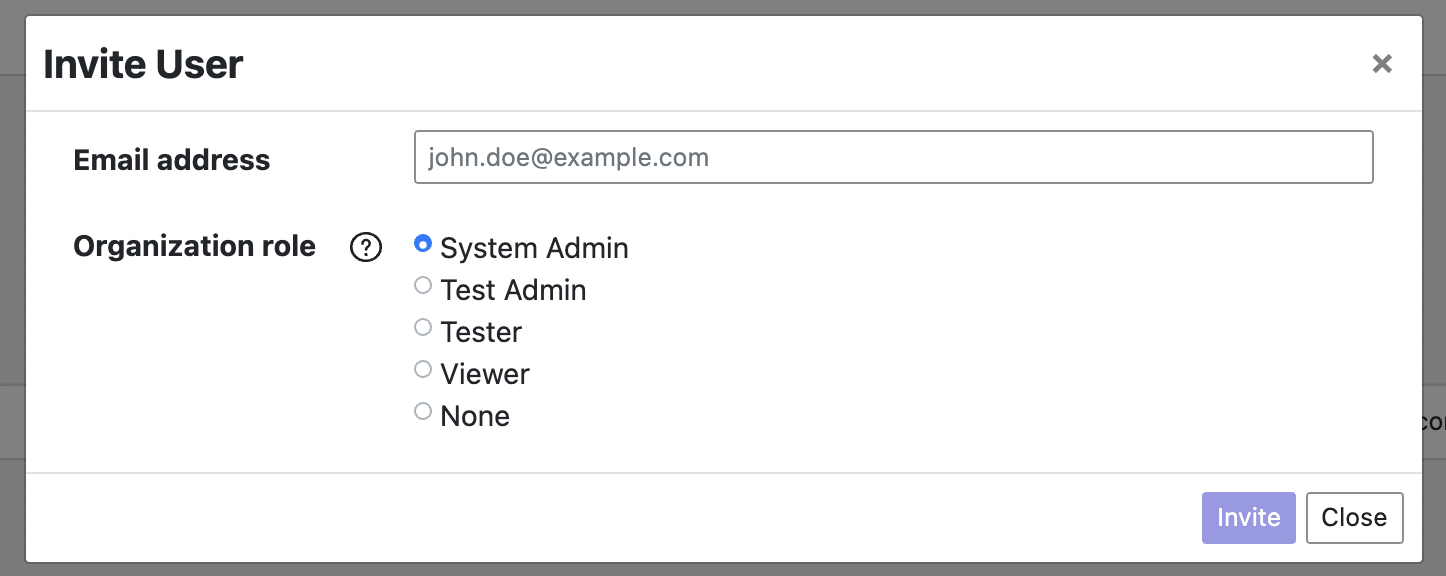 Invite User
×
Email address
john.doe@example.com
Organization role ?
System Admin
Test Admin
Tester
Viewer
None
Invite
Close